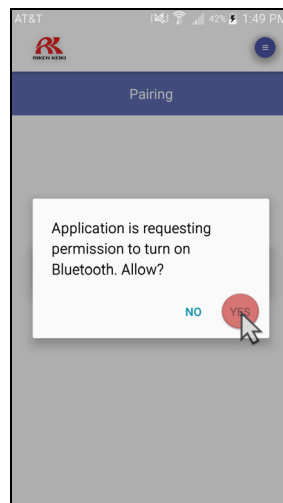 AT&T 42% 1:49 PM
RIKEN KEIKI
Pairing
Application is requesting
permission to turn on
Bluetooth. Allow?
NO YES